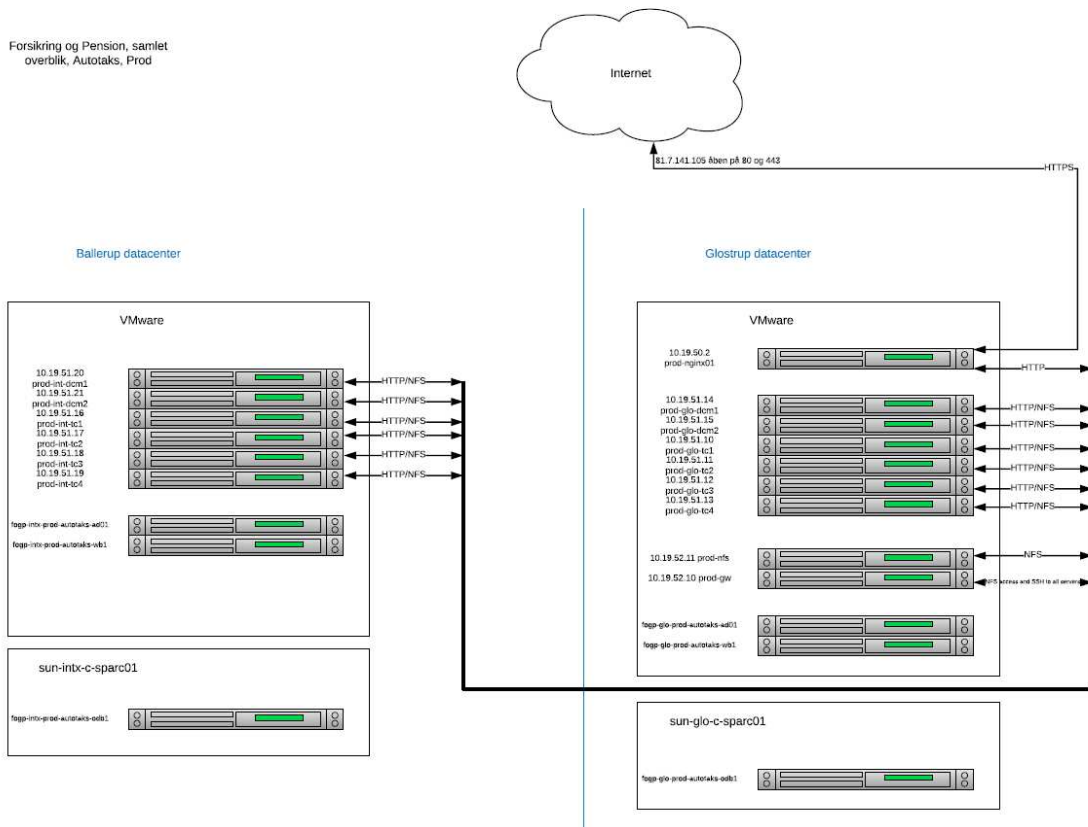 Forsikring og Pension, samlet
overblik, Autotaks, Prod
Internet
81.7.141.105 åben på 80 og 443
HTTPS
Ballerup datacenter
Glostrup datacenter
VMware
10.19.51.20
prod-int-dcm1
10.19.51.21
prod-int-dcm2
10.19.51.16
prod-int-tc1
10.19.51.17
prod-int-tc2
10.19.51.18
prod-int-tc3
10.19.51.19
prod-int-tc4
HTTP/NFS
HTTP/NFS
HTTP/NFS
HTTP/NFS
HTTP/NFS
HTTP/NFS
fogp-intx-prod-autotaks-ad01
fogp-intx-prod-autotaks-wb1
sun-intx-c-sparc01
fogp-intx-prod-autotaks-odb1
VMware
10.19.50.2
prod-nginx01
HTTP
10.19.51.14
prod-glo-dcm1
10.19.51.15
prod-glo-dcm2
10.19.51.10
prod-glo-tc1
10.19.51.11
prod-glo-tc2
10.19.51.12
prod-glo-tc3
10.19.51.13
prod-glo-tc4
HTTP/NFS
HTTP/NFS
HTTP/NFS
HTTP/NFS
HTTP/NFS
HTTP/NFS
10.19.52.11 prod-nfs
NFS
10.19.52.10 prod-gw
NFS access and SSH to all servers
fogp-glo-prod-autotaks-ad01
fogp-glo-prod-autotaks-wb1
sun-glo-c-sparc01
fogp-glo-prod-autotaks-odb1